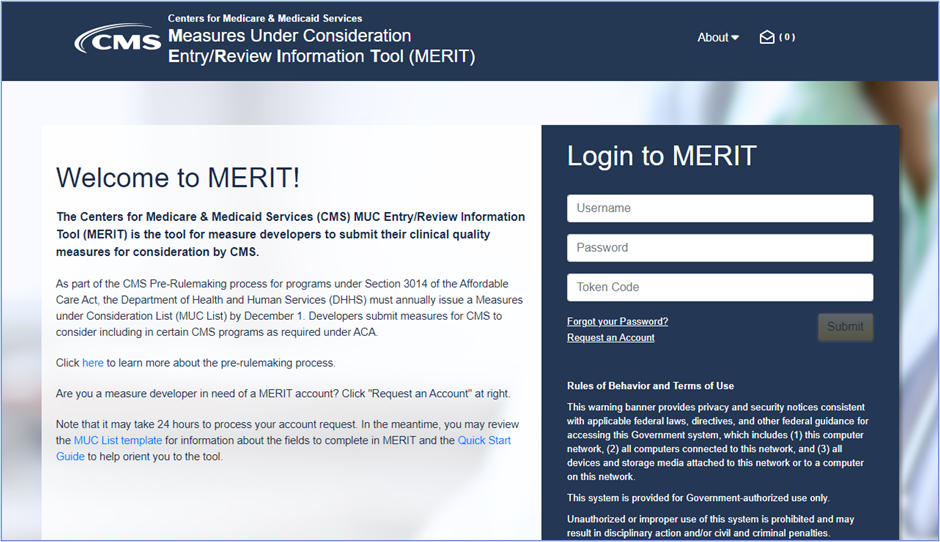 Centers for Medicare & Medicaid Services
CMS
Measures Under Consideration
Entry/Review Information Tool (MERIT)
About
( 0 )
Welcome to MERIT!
The Centers for Medicare & Medicaid Services (CMS) MUC Entry/Review Information
Tool (MERIT) is the tool for measure developers to submit their clinical quality
measures for consideration by CMS.
As part of the CMS Pre-Rulemaking process for programs under Section 3014 of the Affordable
Care Act, the Department of Health and Human Services (DHHS) must annually issue a Measures
under Consideration List (MUC List) by December 1. Developers submit measures for CMS to
consider including in certain CMS programs as required under ACA.
Click here to learn more about the pre-rulemaking process.
Are you a measure developer in need of a MERIT account? Click "Request an Account" at right.
Note that it may take 24 hours to process your account request. In the meantime, you may review
the MUC List template for information about the fields to complete in MERIT and the Quick Start
Guide to help orient you to the tool.
Login to MERIT
Username
Password
Token Code
Forgot your Password?
Request an Account
Submit
Rules of Behavior and Terms of Use
This warning banner provides privacy and security notices consistent
with applicable federal laws, directives, and other federal guidance for
accessing this Government system, which includes (1) this computer
network, (2) all computers connected to this network, and (3) all
devices and storage media attached to this network or to a computer
on this network.
This system is provided for Government-authorized use only.
Unauthorized or improper use of this system is prohibited and may
result in disciplinary action and/or civil and criminal penalties.